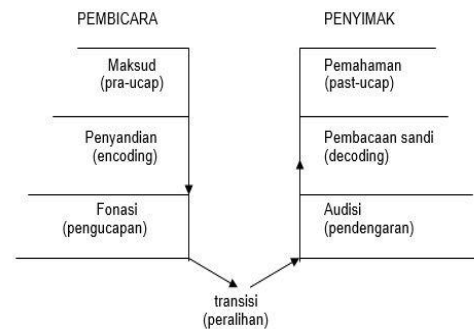 PEMBICARA
Maksud
(pra-ucap)
Penyandian
(encoding)
Fonasi
(pengucapan)
transisi
(peralihan)
PENYIMAK
Pemahaman
(past-ucap)
Pembacaan sandi
(decoding)
Audisi
(pendengaran)